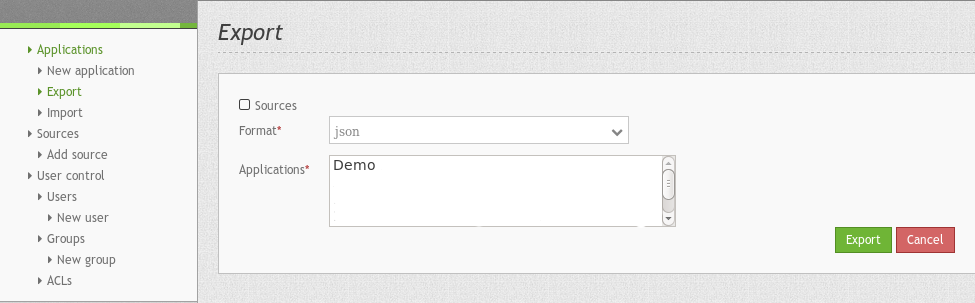 Applications
New application
Export
Import
Sources
Add source
User control
Users
New user
Groups
New group
ACLs
Export
Sources
Format*
json
Applications*
Demo
Export
Cancel